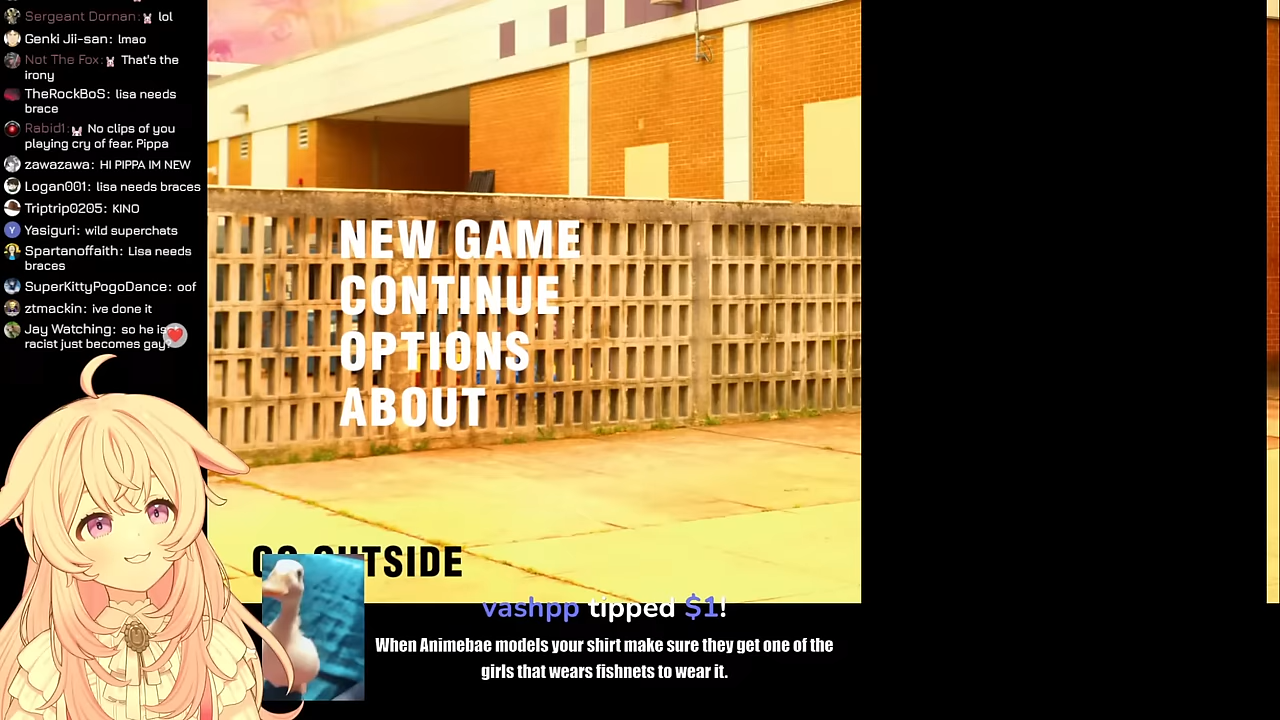 Sergeant Dornan: lol
Genki Jii-san: lmao
Not The Fox: That's the
irony
TheRockBoS: lisa needs
brace
Rabid1: No clips of you
playing cry of fear. Pippa
zawazawa: HI PIPPA IM NEW
Logan001: lisa needs braces
Triptrip0205: KINO
Y Yasiguri: wild superchats
Spartanoffaith: Lisa needs
braces
SuperKittyPogoDance: oof
ztmackin: ive done it
Jay Watching: so he is
racist just becomes gay?
NEW GAME
CONTINUE
OPTIONS
ABOUT
GO OUTSIDE
vashpp tipped $1!
When Animebae models your shirt make sure they get one of the
girls that wears fishnets to wear it.